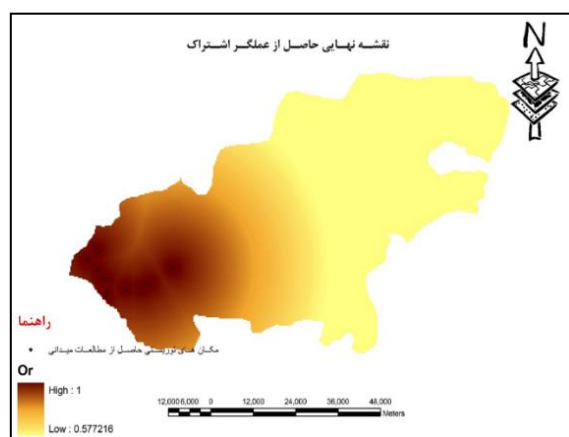 نقشه نهایی حاصل از عملگر اشتراک
N
راهنما
مکان های توریستی حاصل از مطالعات میدانی
Or
High : 1
Low : 0.577216
12,000 6,000 0 12,000 24,000 36,000 48,000
Meters